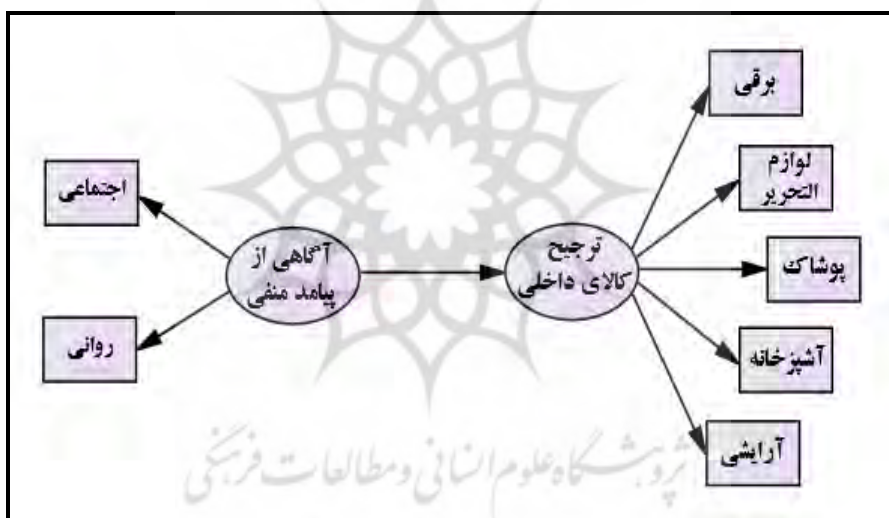 برقی
لوازم
التحریر
پوشاک
آشپزخانه
آرایشی
ترجیح
کالای داخلی
آگاهی از
پیامد منفی
اجتماعی
روانی
پژوهشگاه علوم انسانی و مطالعات فرهنگی